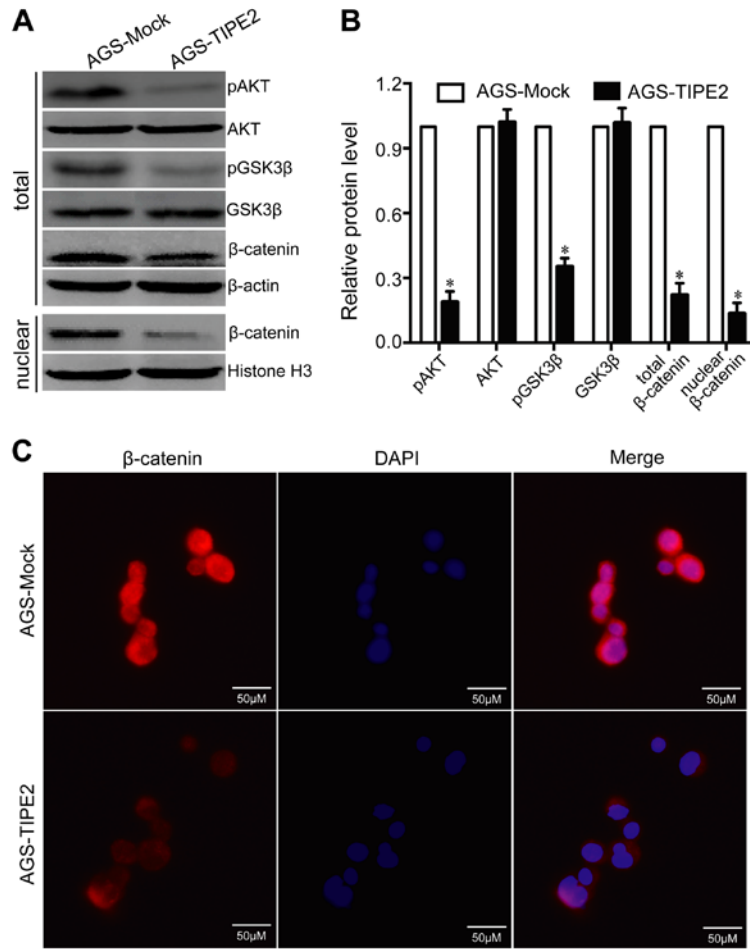 A
AGS-Mock
AGS-TIPE2
total
pAKT
AKT
pGSK3β
GSK3β
β-catenin
β-actin
nuclear
β-catenin
Histone H3
B
AGS-Mock
AGS-TIPE2
Relative protein level
1.2
0.9
0.6
0.3
0.0
*
*
*
*
pAKT
AKT
pGSK3β
GSK3β
total
β-catenin
nuclear
β-catenin
C
β-catenin
DAPI
Merge
AGS-Mock
50μM
50μM
50μM
AGS-TIPE2
50μM
50μM
50μM